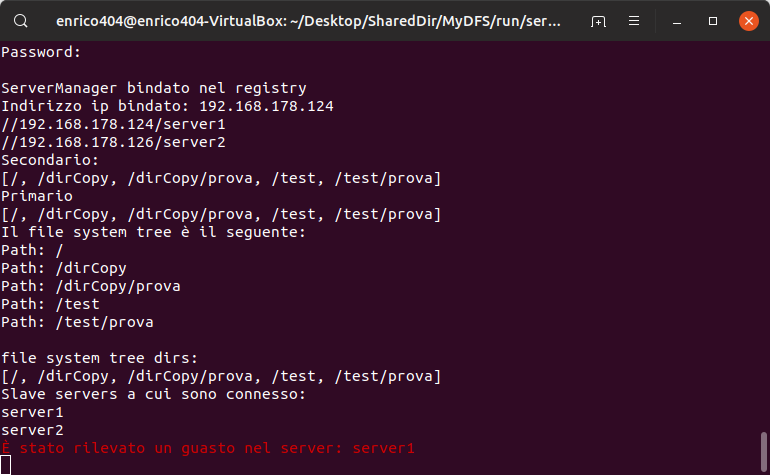 enrico404@enrico404-VirtualBox: ~/Desktop/SharedDir/MyDFS/run/ser...
Password:
ServerManager bindato nel registry
Indirizzo ip bindato: 192.168.178.124
//192.168.178.124/server1
//192.168.178.126/server2
Secondario:
[/, /dirCopy, /dirCopy/prova, /test, /test/prova]
Primario
[/, /dirCopy, /dirCopy/prova, /test, /test/prova]
Il file system tree è il seguente:
Path: /
Path: /dirCopy
Path: /dirCopy/prova
Path: /test
Path: /test/prova
file system tree dirs:
[/, /dirCopy, /dirCopy/prova, /test, /test/prova]
Slave servers a cui sono connesso:
server1
server2
È stato rilevato un guasto nel server: server1